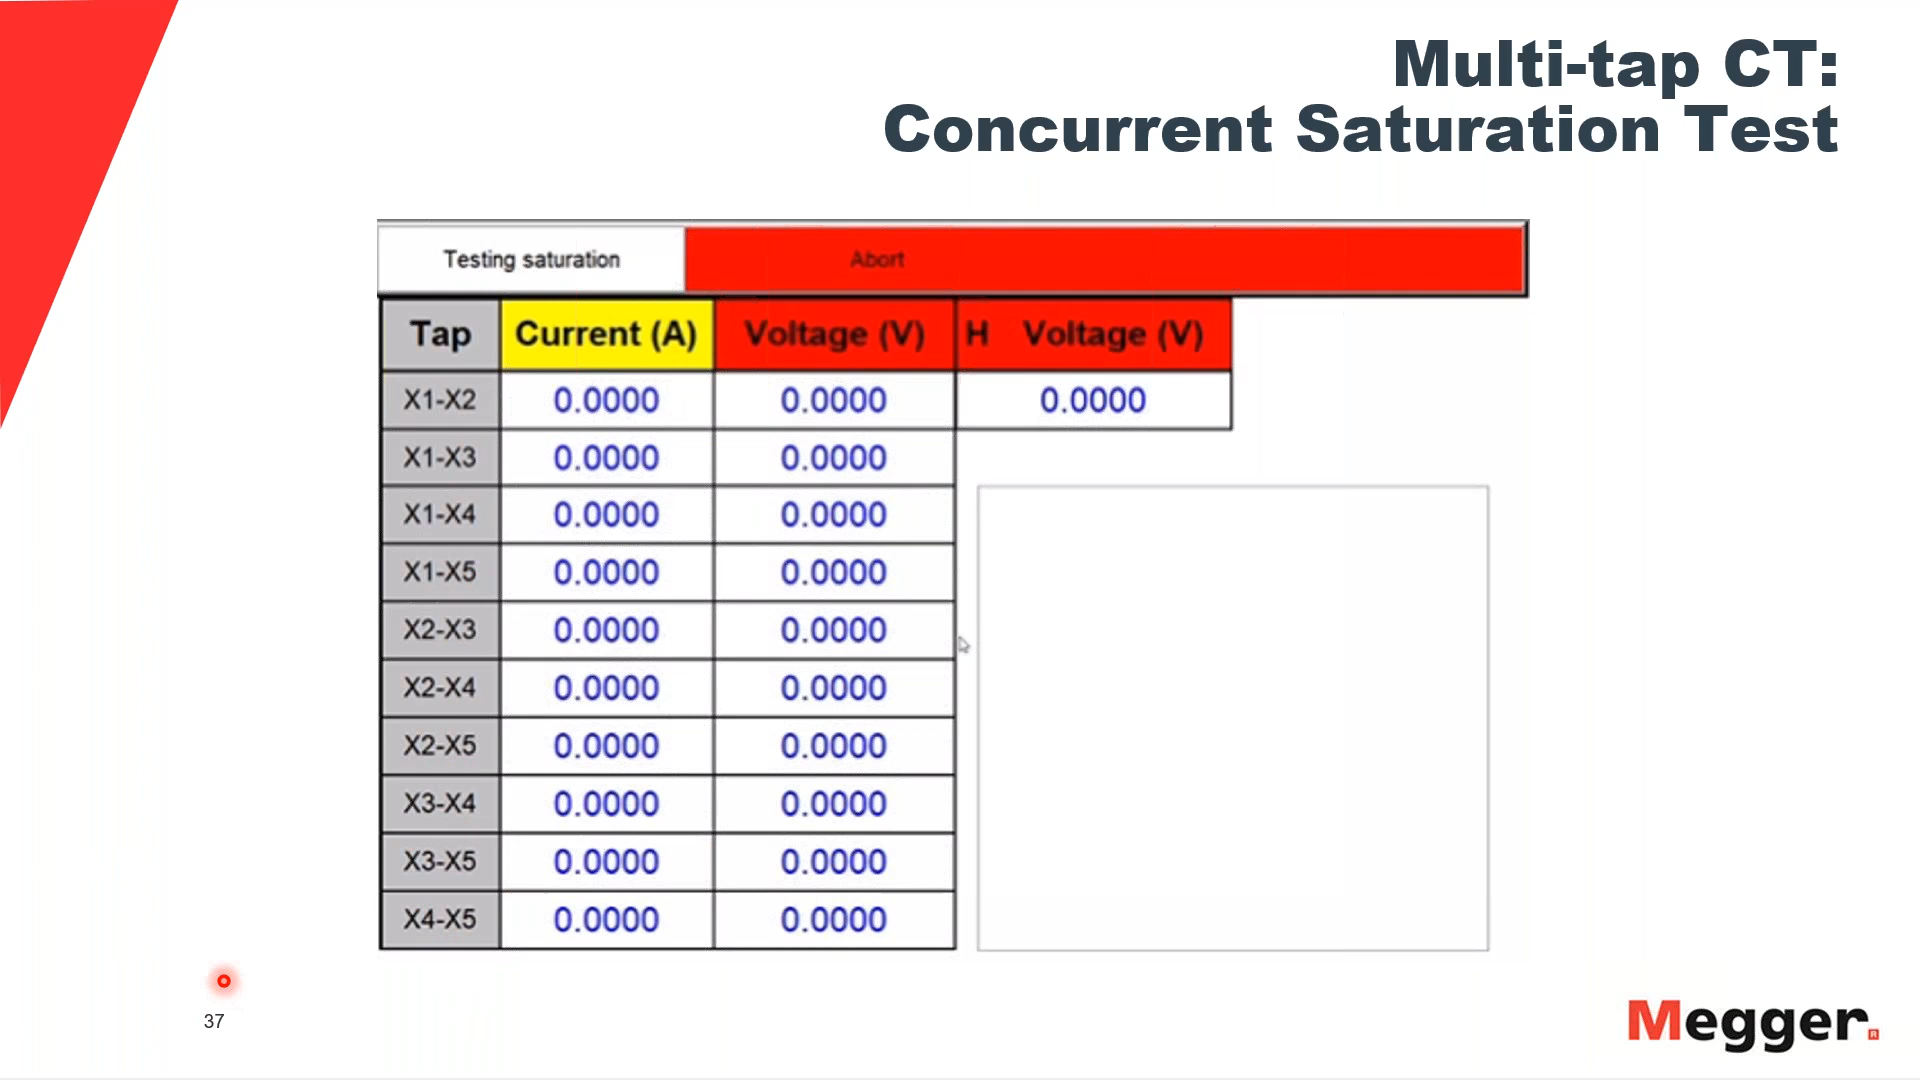 Multi-tap CT:
Concurrent Saturation Test
Testing saturation Abort
Tap Current (A) Voltage (V) H Voltage (V)
X1-X2 0.0000 0.0000 0.0000
X1-X3 0.0000 0.0000
X1-X4 0.0000 0.0000
X1-X5 0.0000 0.0000
X2-X3 0.0000 0.0000
X2-X4 0.0000 0.0000
X2-X5 0.0000 0.0000
X3-X4 0.0000 0.0000
X3-X5 0.0000 0.0000
X4-X5 0.0000 0.0000
37
Megger.